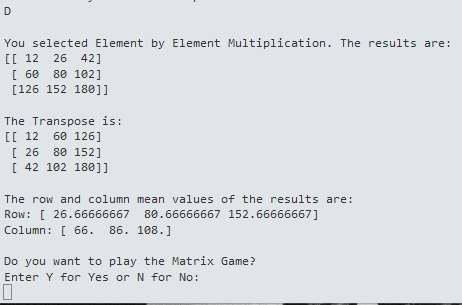 D
You selected Element by Element Multiplication. The results are:
[[ 12  26  42]
 [ 60  80 102]
 [126 152 180]]
The Transpose is:
[[ 12  60 126]
 [ 26  80 152]
 [ 42 102 180]]
The row and column mean values of the results are:
Row: [ 26.66666667  80.66666667 152.66666667]
Column: [ 66.  86. 108.]
Do you want to play the Matrix Game?
Enter Y for Yes or N for No: